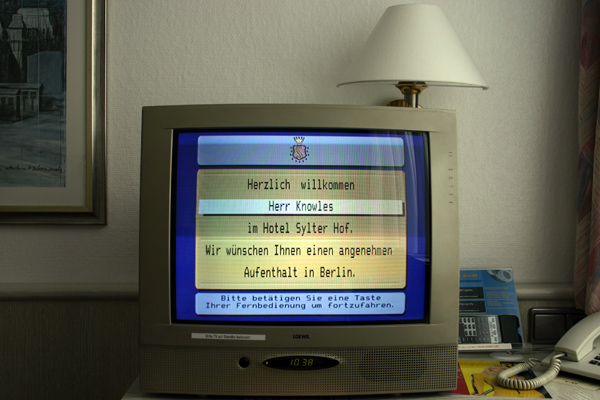 Herzlich willkommen
Herr Knowles
im Hotel Sylter Hof.
Wir wünschen Ihnen einen angenehmen
Aufenthalt in Berlin.
Bitte betätigen Sie eine Taste
Ihrer Fernbedienung um fortzufahren.
LOEWE
10.38